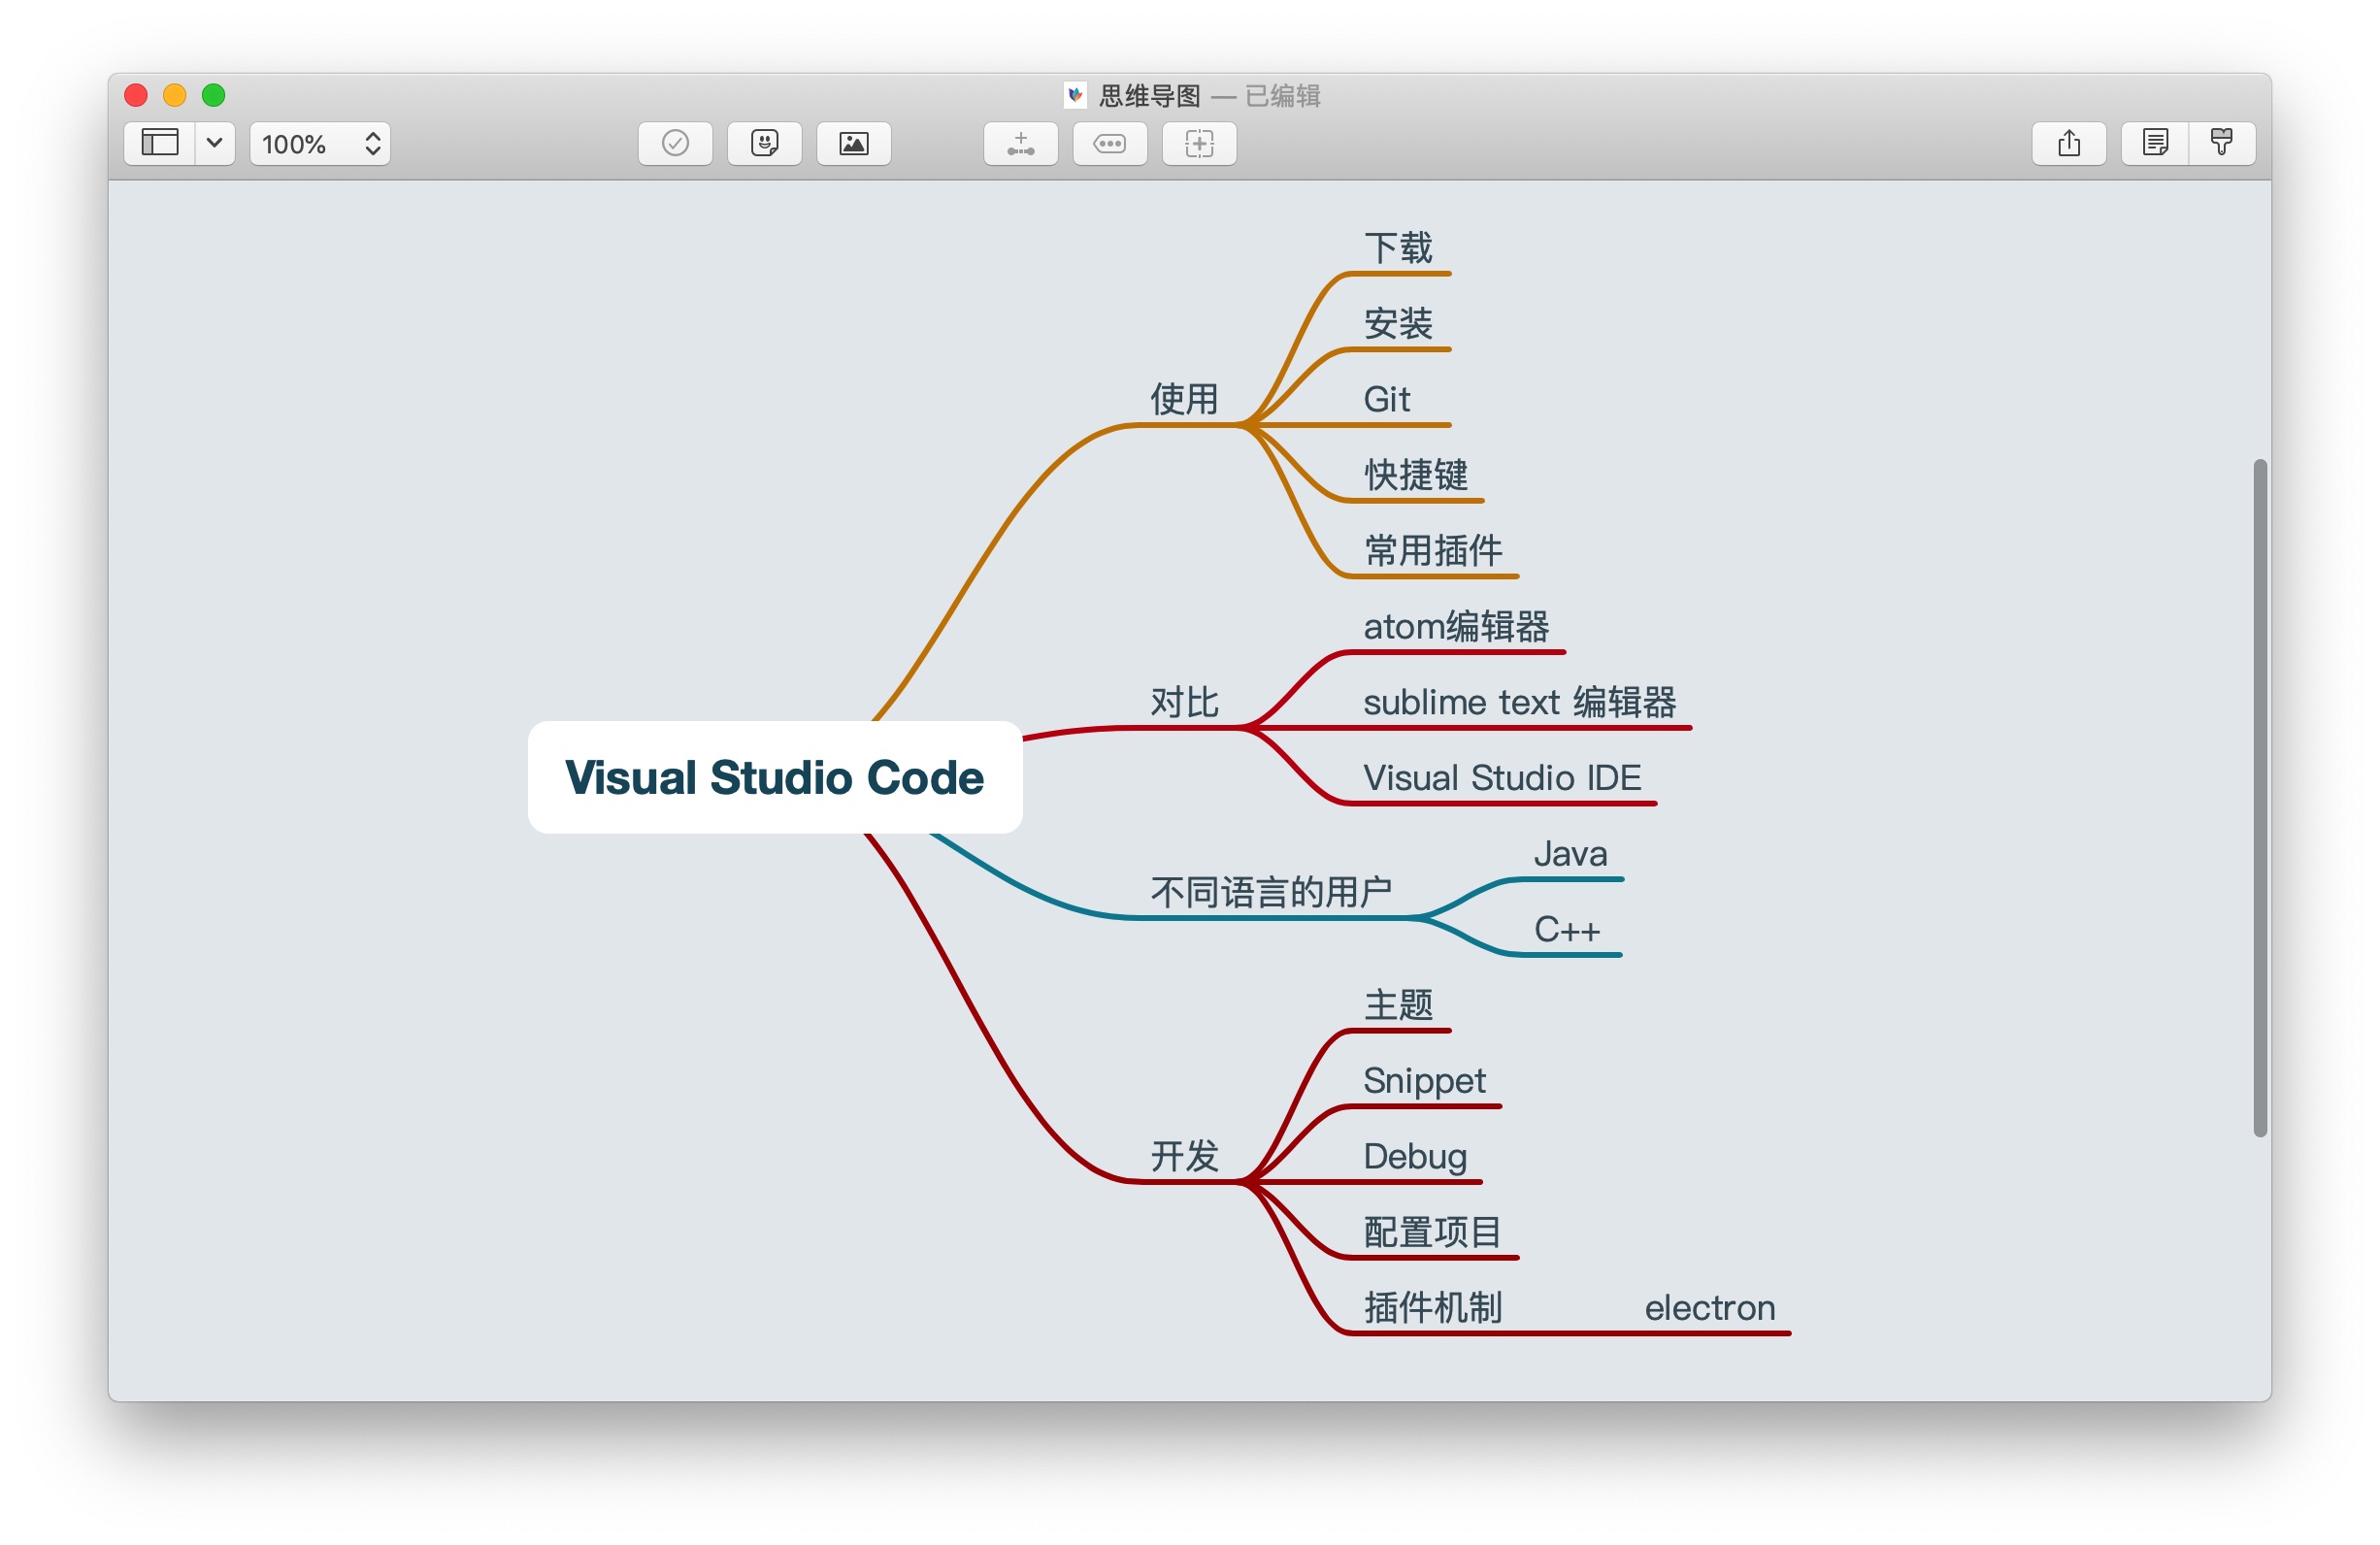 思维导图 — 已编辑
100%
下载
安装
使用
Git
快捷键
常用插件
atom编辑器
对比
sublime text 编辑器
Visual Studio Code
Visual Studio IDE
Java
不同语言的用户
C++
主题
Snippet
开发
Debug
配置项目
插件机制
electron